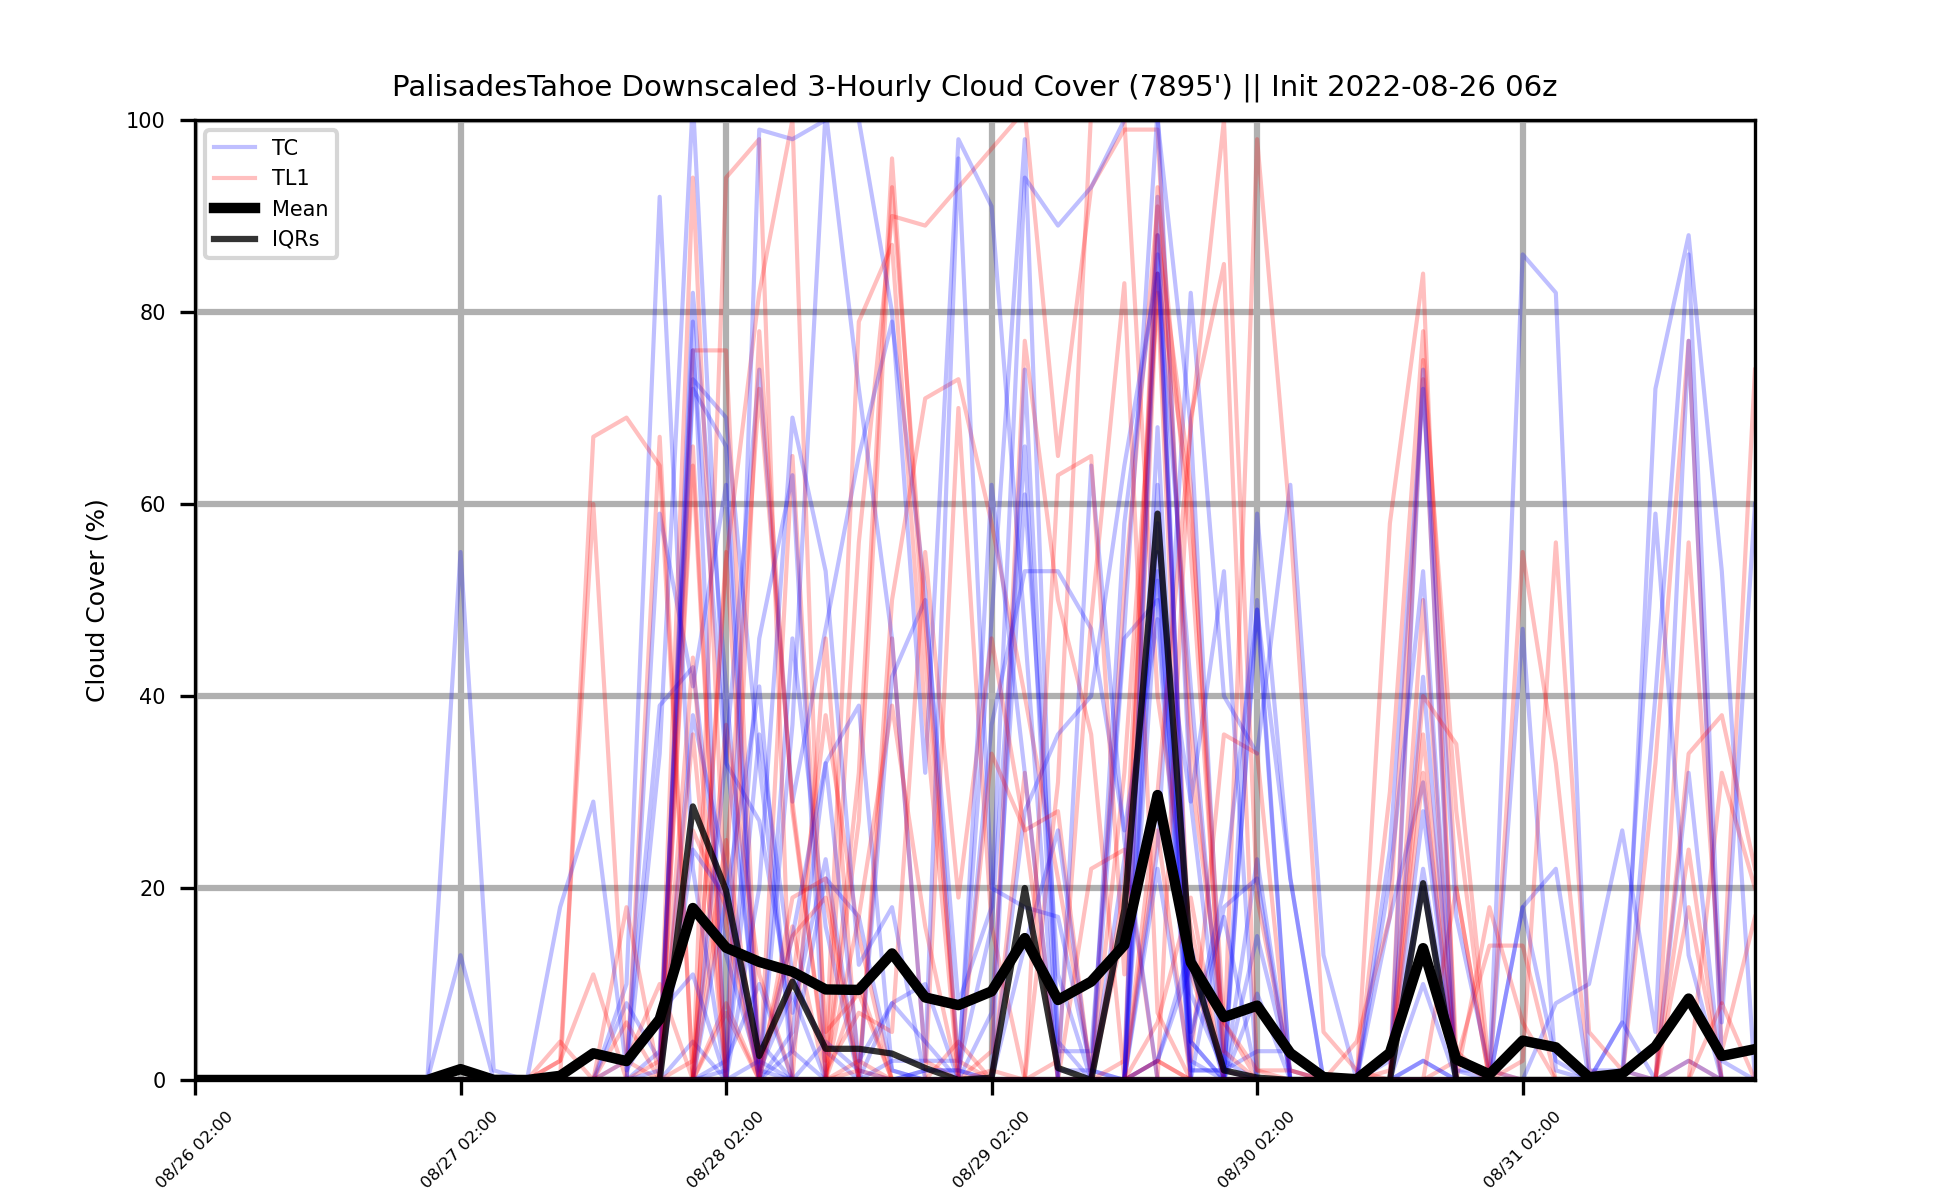 PalisadesTahoe Downscaled 3-Hourly Cloud Cover (7895') || Init 2022-08-26 06z
TC
TL1
Mean
IQRs
Cloud Cover (%)
100
80
60
40
20
0
08/26 02:00
08/27 02:00
08/28 02:00
08/29 02:00
08/30 02:00
08/31 02:00